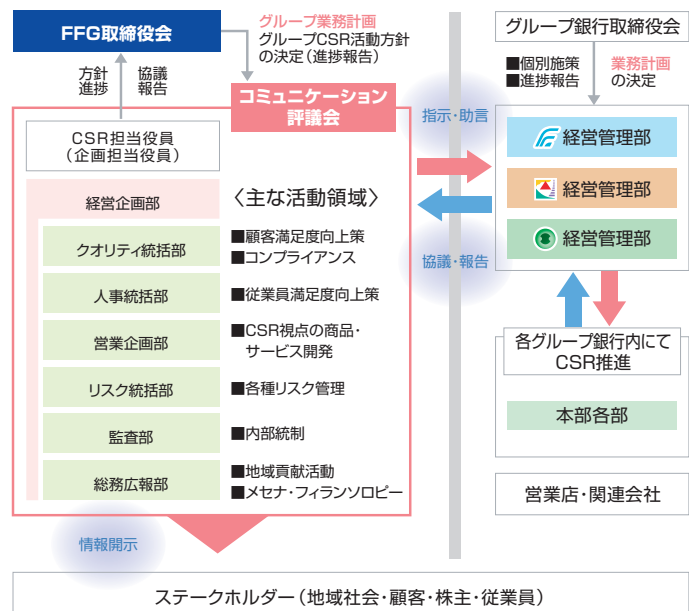 FFG取締役会
グループ業務計画
グループCSR活動方針
の決定(進捗報告)
方針 協議
進捗 報告
コミュニケーション
評議会
CSR担当役員
(企画担当役員)
経営企画部
〈主な活動領域〉
クオリティ統括部
■顧客満足度向上策
■コンプライアンス
人事統括部
■従業員満足度向上策
営業企画部
■CSR視点の商品・
サービス開発
リスク統括部
■各種リスク管理
監査部
■内部統制
総務広報部
■地域貢献活動
■メセナ・フィランソロピー
情報開示
指示・助言
協議・報告
グループ銀行取締役会
■個別施策
■進捗報告
業務計画
の決定
経営管理部
経営管理部
経営管理部
各グループ銀行内にて
CSR推進
本部各部
営業店・関連会社
ステークホルダー(地域社会・顧客・株主・従業員)